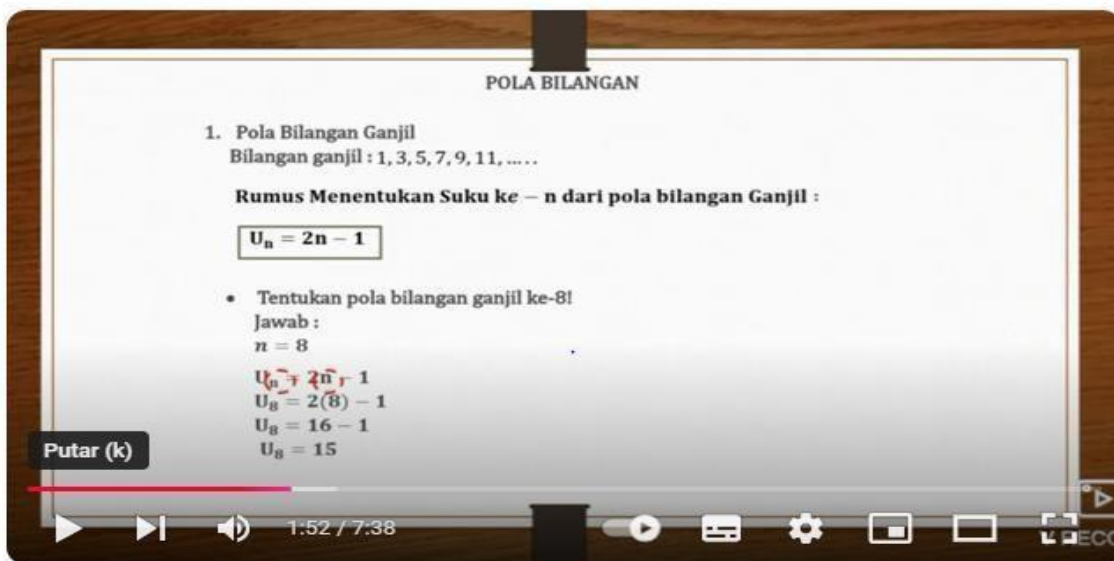 POLA BILANGAN
1. Pola Bilangan Ganjil
Bilangan ganjil : 1, 3, 5, 7, 9, 11, .....
Rumus Menentukan Suku ke − n dari pola bilangan Ganjil :
Uₙ = 2n − 1
• Tentukan pola bilangan ganjil ke-8!
Jawab :
n = 8
Uₙ = 2n − 1
U₈ = 2(8) − 1
U₈ = 16 − 1
U₈ = 15
Putar (k)
1:52 / 7:38